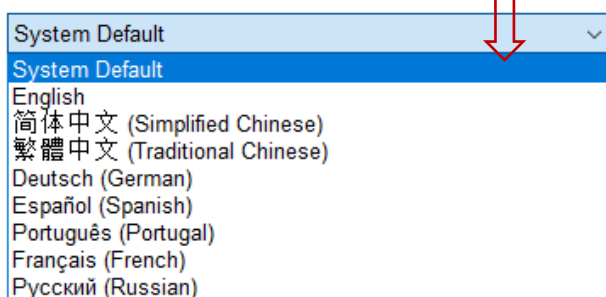 System Default
System Default
English
简体中文 (Simplified Chinese)
繁體中文 (Traditional Chinese)
Deutsch (German)
Español (Spanish)
Português (Portugal)
Français (French)
Русский (Russian)